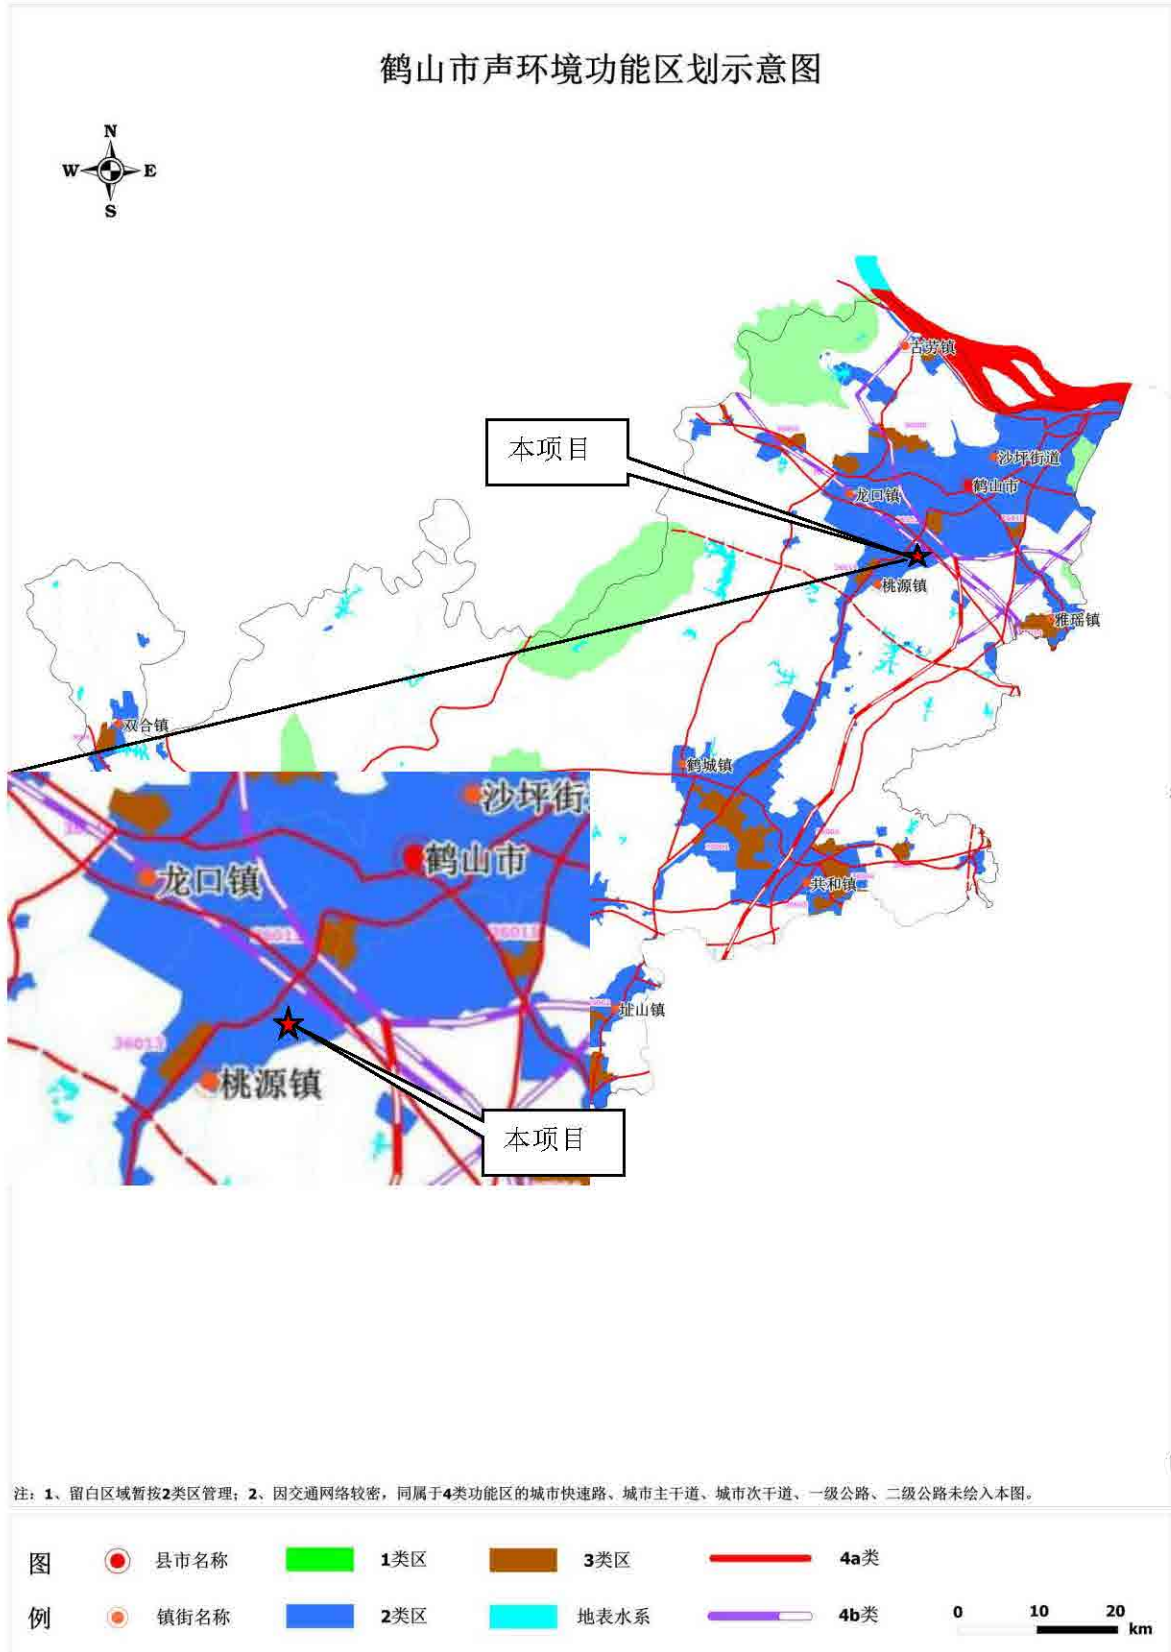 鹤山市声环境功能区划示意图
N
W E
S
古劳镇
本项目
沙坪街道
鹤山市
龙口镇
桃源镇
雅瑶镇
双合镇
鹤城镇
沙坪街
鹤山市
龙口镇
共和镇
36013
桃源镇
址山镇
本项目
注：1、留白区域暂按2类区管理；2、因交通网络较密，同属于4类功能区的城市快速路、城市主干道、城市次干道、一级公路、二级公路未绘入本图。
图 县市名称 1类区 3类区 4a类
例 镇街名称 2类区 地表水系 4b类
0 10 20
km